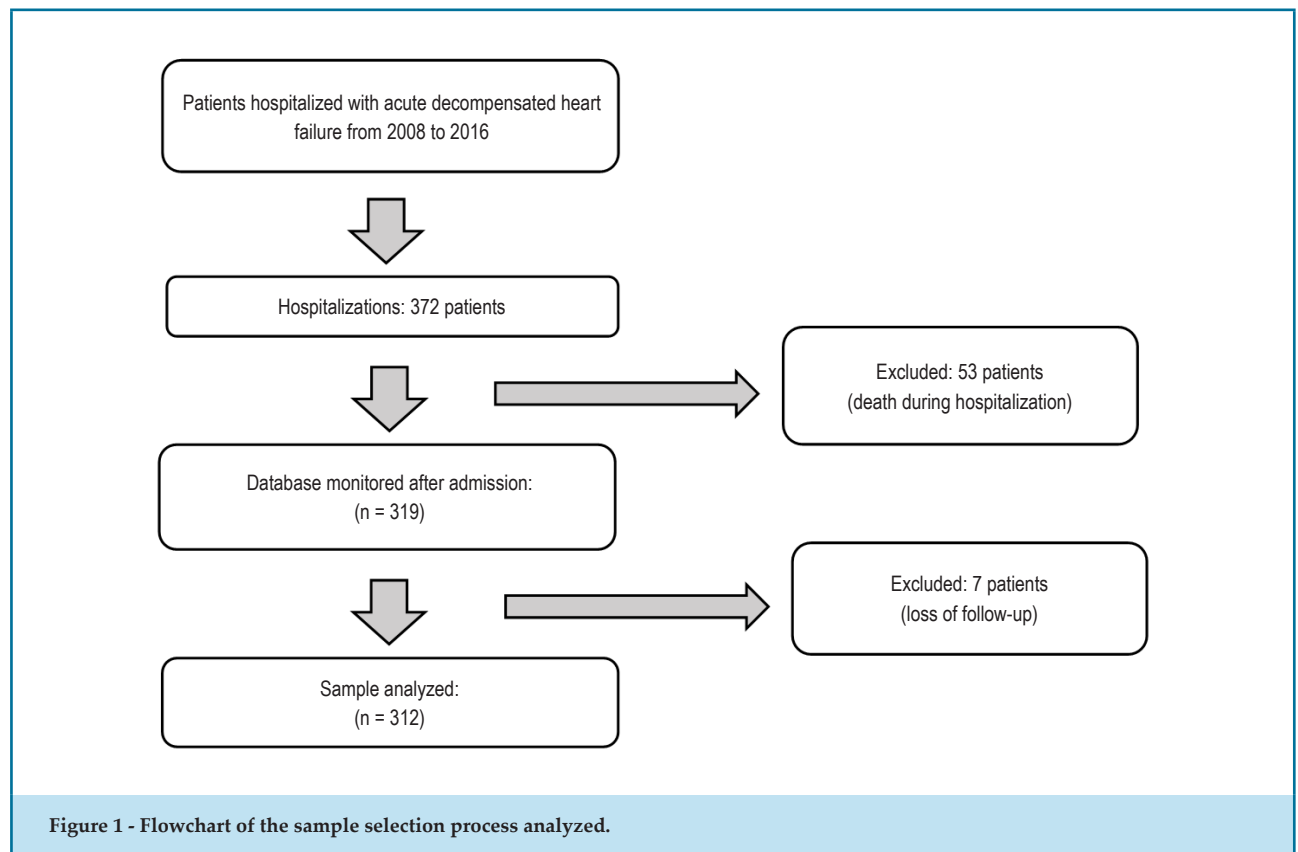 Patients hospitalized with acute decompensated heart
failure from 2008 to 2016
Hospitalizations: 372 patients
Excluded: 53 patients
(death during hospitalization)
Database monitored after admission:
(n = 319)
Excluded: 7 patients
(loss of follow-up)
Sample analyzed:
(n = 312)
Figure 1 - Flowchart of the sample selection process analyzed.